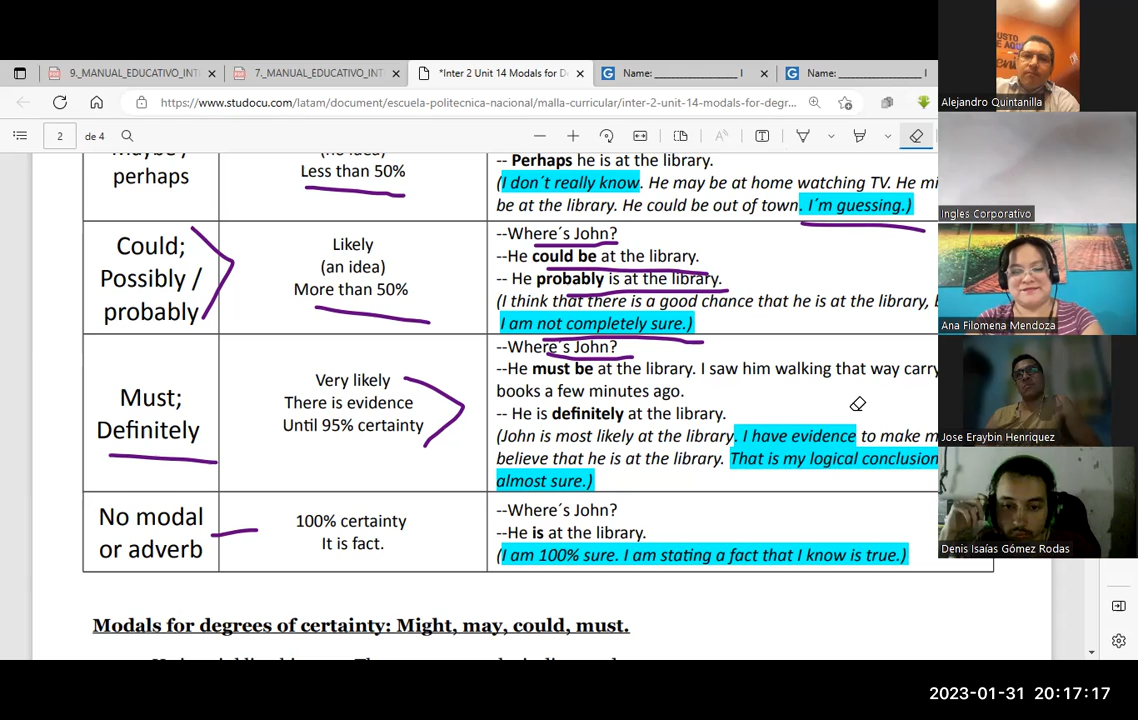 9._MANUAL_EDUCATIVO_INTI
7._MANUAL_EDUCATIVO_INTI
*Inter 2 Unit 14 Modals for De
Name: ______________ I
Name: ______________ I
https://www.studocu.com/latam/document/escuela-politecnica-nacional/malla-curricular/inter-2-unit-14-modals-for-degr...
2 de 4
perhaps
Less than 50%
-- Perhaps he is at the library.
(I don´t really know. He may be at home watching TV. He mi
be at the library. He could be out of town. I´m guessing.)
Could;
Possibly /
probably
Likely
(an idea)
More than 50%
--Where´s John?
--He could be at the library.
-- He probably is at the library.
(I think that there is a good chance that he is at the library,
I am not completely sure.)
Must;
Definitely
Very likely
There is evidence
Until 95% certainty
--Where´s John?
--He must be at the library. I saw him walking that way carry
books a few minutes ago.
-- He is definitely at the library.
(John is most likely at the library. I have evidence to make m
believe that he is at the library. That is my logical conclusion
almost sure.)
No modal
or adverb
100% certainty
It is fact.
--Where´s John?
--He is at the library.
(I am 100% sure. I am stating a fact that I know is true.)
Modals for degrees of certainty: Might, may, could, must.
Alejandro Quintanilla
Ingles Corporativo
Ana Filomena Mendoza
Jose Eraybin Henriquez
Denis Isaías Gómez Rodas
2023-01-31 20:17:17